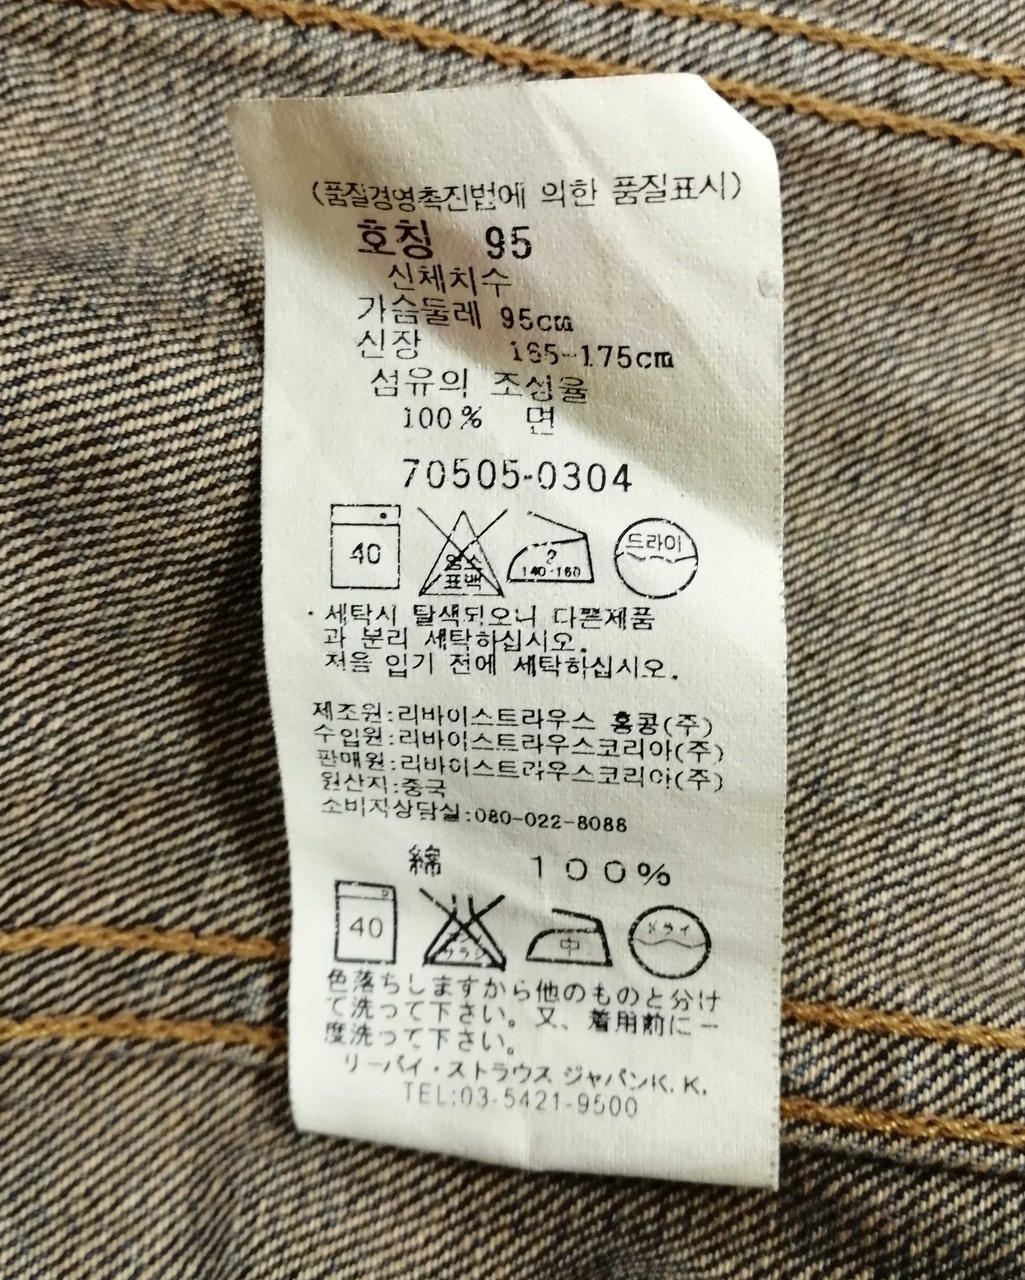 (품질경영촉진법에 의한 품질표시)
호칭 95
신체치수
가슴둘레 95cm
신장 165-175cm
섬유의 조성율
100% 면
70505-0304
40 염소 표백 2 140·160 드라이
· 세탁시 탈색되오니 다른제품
과 분리 세탁하십시오.
처음 입기 전에 세탁하십시오.
제조원:리바이스트라우스 홍콩(주)
수입원:리바이스트라우스코리아(주)
판매원:리바이스트라우스코리아(주)
원산지:중국
소비자상담실:080-022-8088
綿 100%
40 エンソ サラシ 中 ドライ
色落ちしますから他のものと分け
て洗って下さい。又、着用前に一
度洗って下さい。
リーバイ・ストラウス ジャパンK.K.
TEL:03-5421-9500